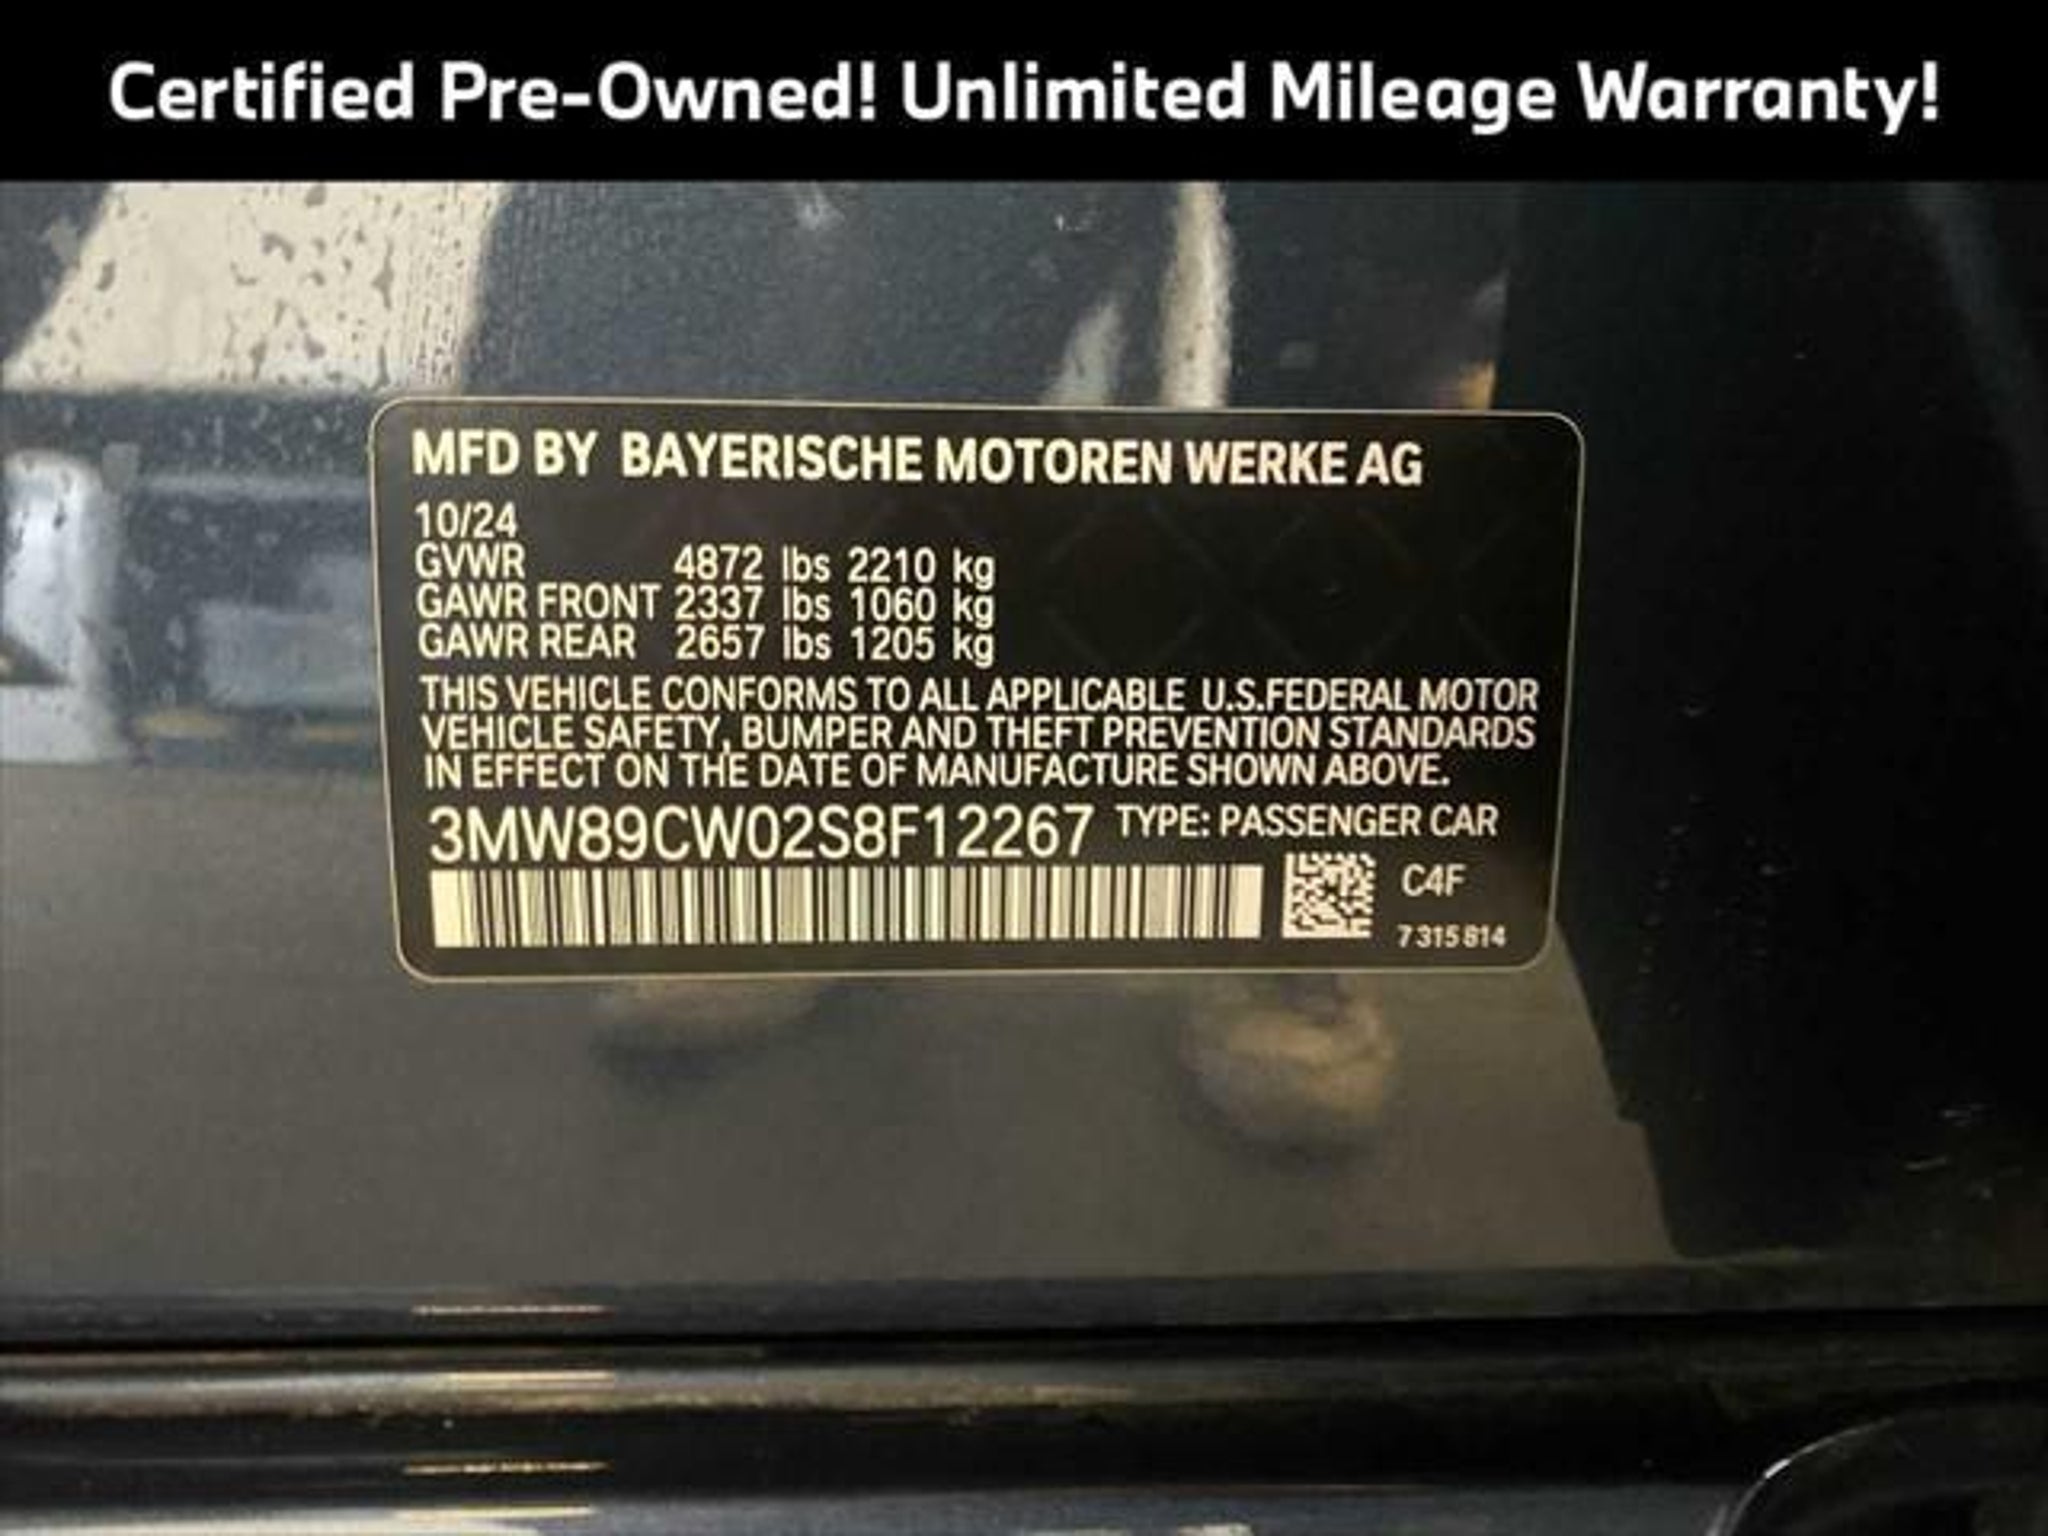 Certified Pre-Owned! Unlimited Mileage Warranty!
MFD BY BAYERISCHE MOTOREN WERKE AG
10/24
GVWR 4872 lbs 2210 kg
GAWR FRONT 2337 lbs 1060 kg
GAWR REAR 2657 lbs 1205 kg
THIS VEHICLE CONFORMS TO ALL APPLICABLE U.S.FEDERAL MOTOR
VEHICLE SAFETY, BUMPER AND THEFT PREVENTION STANDARDS
IN EFFECT ON THE DATE OF MANUFACTURE SHOWN ABOVE.
3MW89CW02S8F12267 TYPE: PASSENGER CAR
C4F
7 315 814